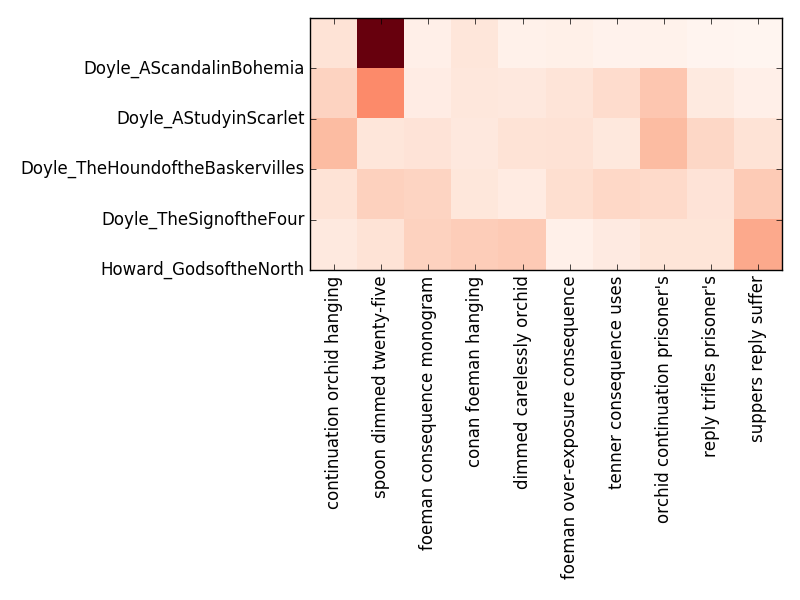 Doyle_AScandalinBohemia
Doyle_AStudyinScarlet
Doyle_TheHoundoftheBaskervilles
Doyle_TheSignoftheFour
Howard_GodsoftheNorth
continuation orchid hanging
spoon dimmed twenty-five
foeman consequence monogram
conan foeman hanging
dimmed carelessly orchid
foeman over-exposure consequence
tenner consequence uses
orchid continuation prisoner's
reply trifles prisoner's
suppers reply suffer